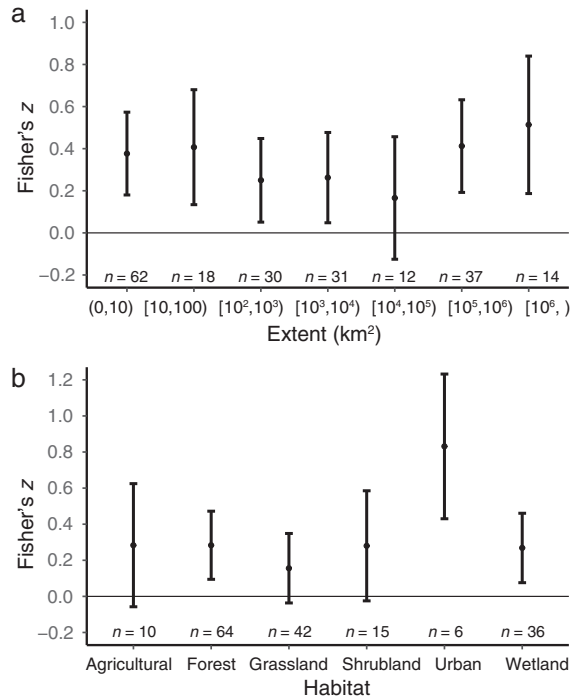 a
1.0
0.8
0.6
0.4
0.2
0.0
−0.2
Fisher's z
n = 62 n = 18 n = 30 n = 31 n = 12 n = 37 n = 14
(0,10) [10,100) [10²,10³) [10³,10⁴) [10⁴,10⁵) [10⁵,10⁶) [10⁶, )
Extent (km²)
b
1.2
1.0
0.8
0.6
0.4
0.2
0.0
−0.2
Fisher's z
n = 10 n = 64 n = 42 n = 15 n = 6 n = 36
Agricultural Forest Grassland Shrubland Urban Wetland
Habitat